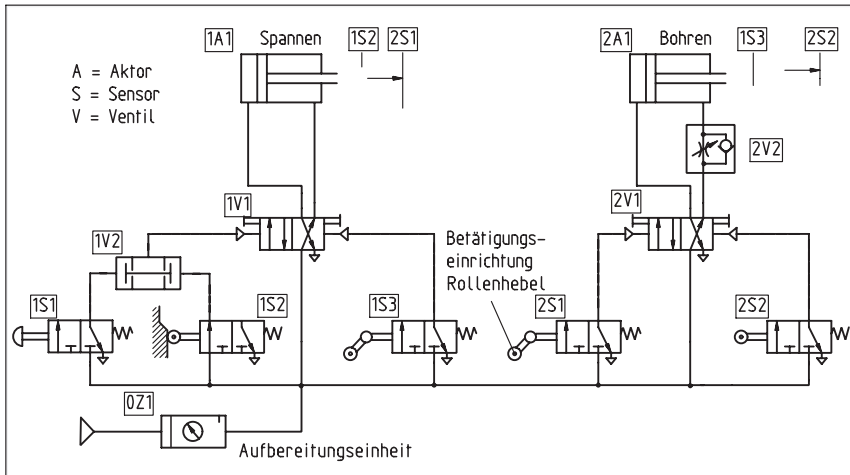 1A1 Spannen 1S2 2S1 2A1 Bohren 1S3 2S2
A = Aktor
S = Sensor
V = Ventil
2V2
1V1 2V1
1V2
Betätigungs-
einrichtung
Rollenhebel
1S1 1S2 1S3 2S1 2S2
0Z1
Aufbereitungseinheit